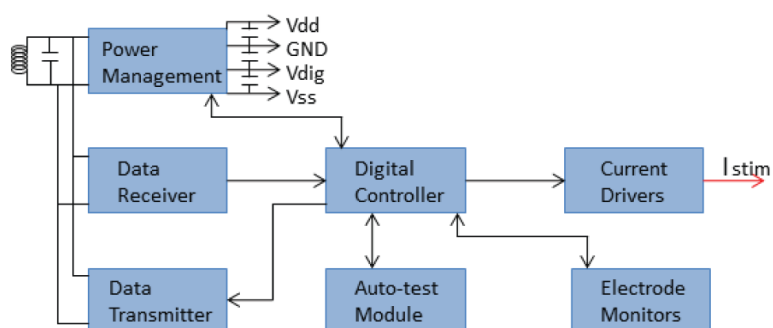 Power
Management
Vdd
GND
Vdig
Vss
Data
Receiver
Digital
Controller
Current
Drivers
I stim
Data
Transmitter
Auto-test
Module
Electrode
Monitors